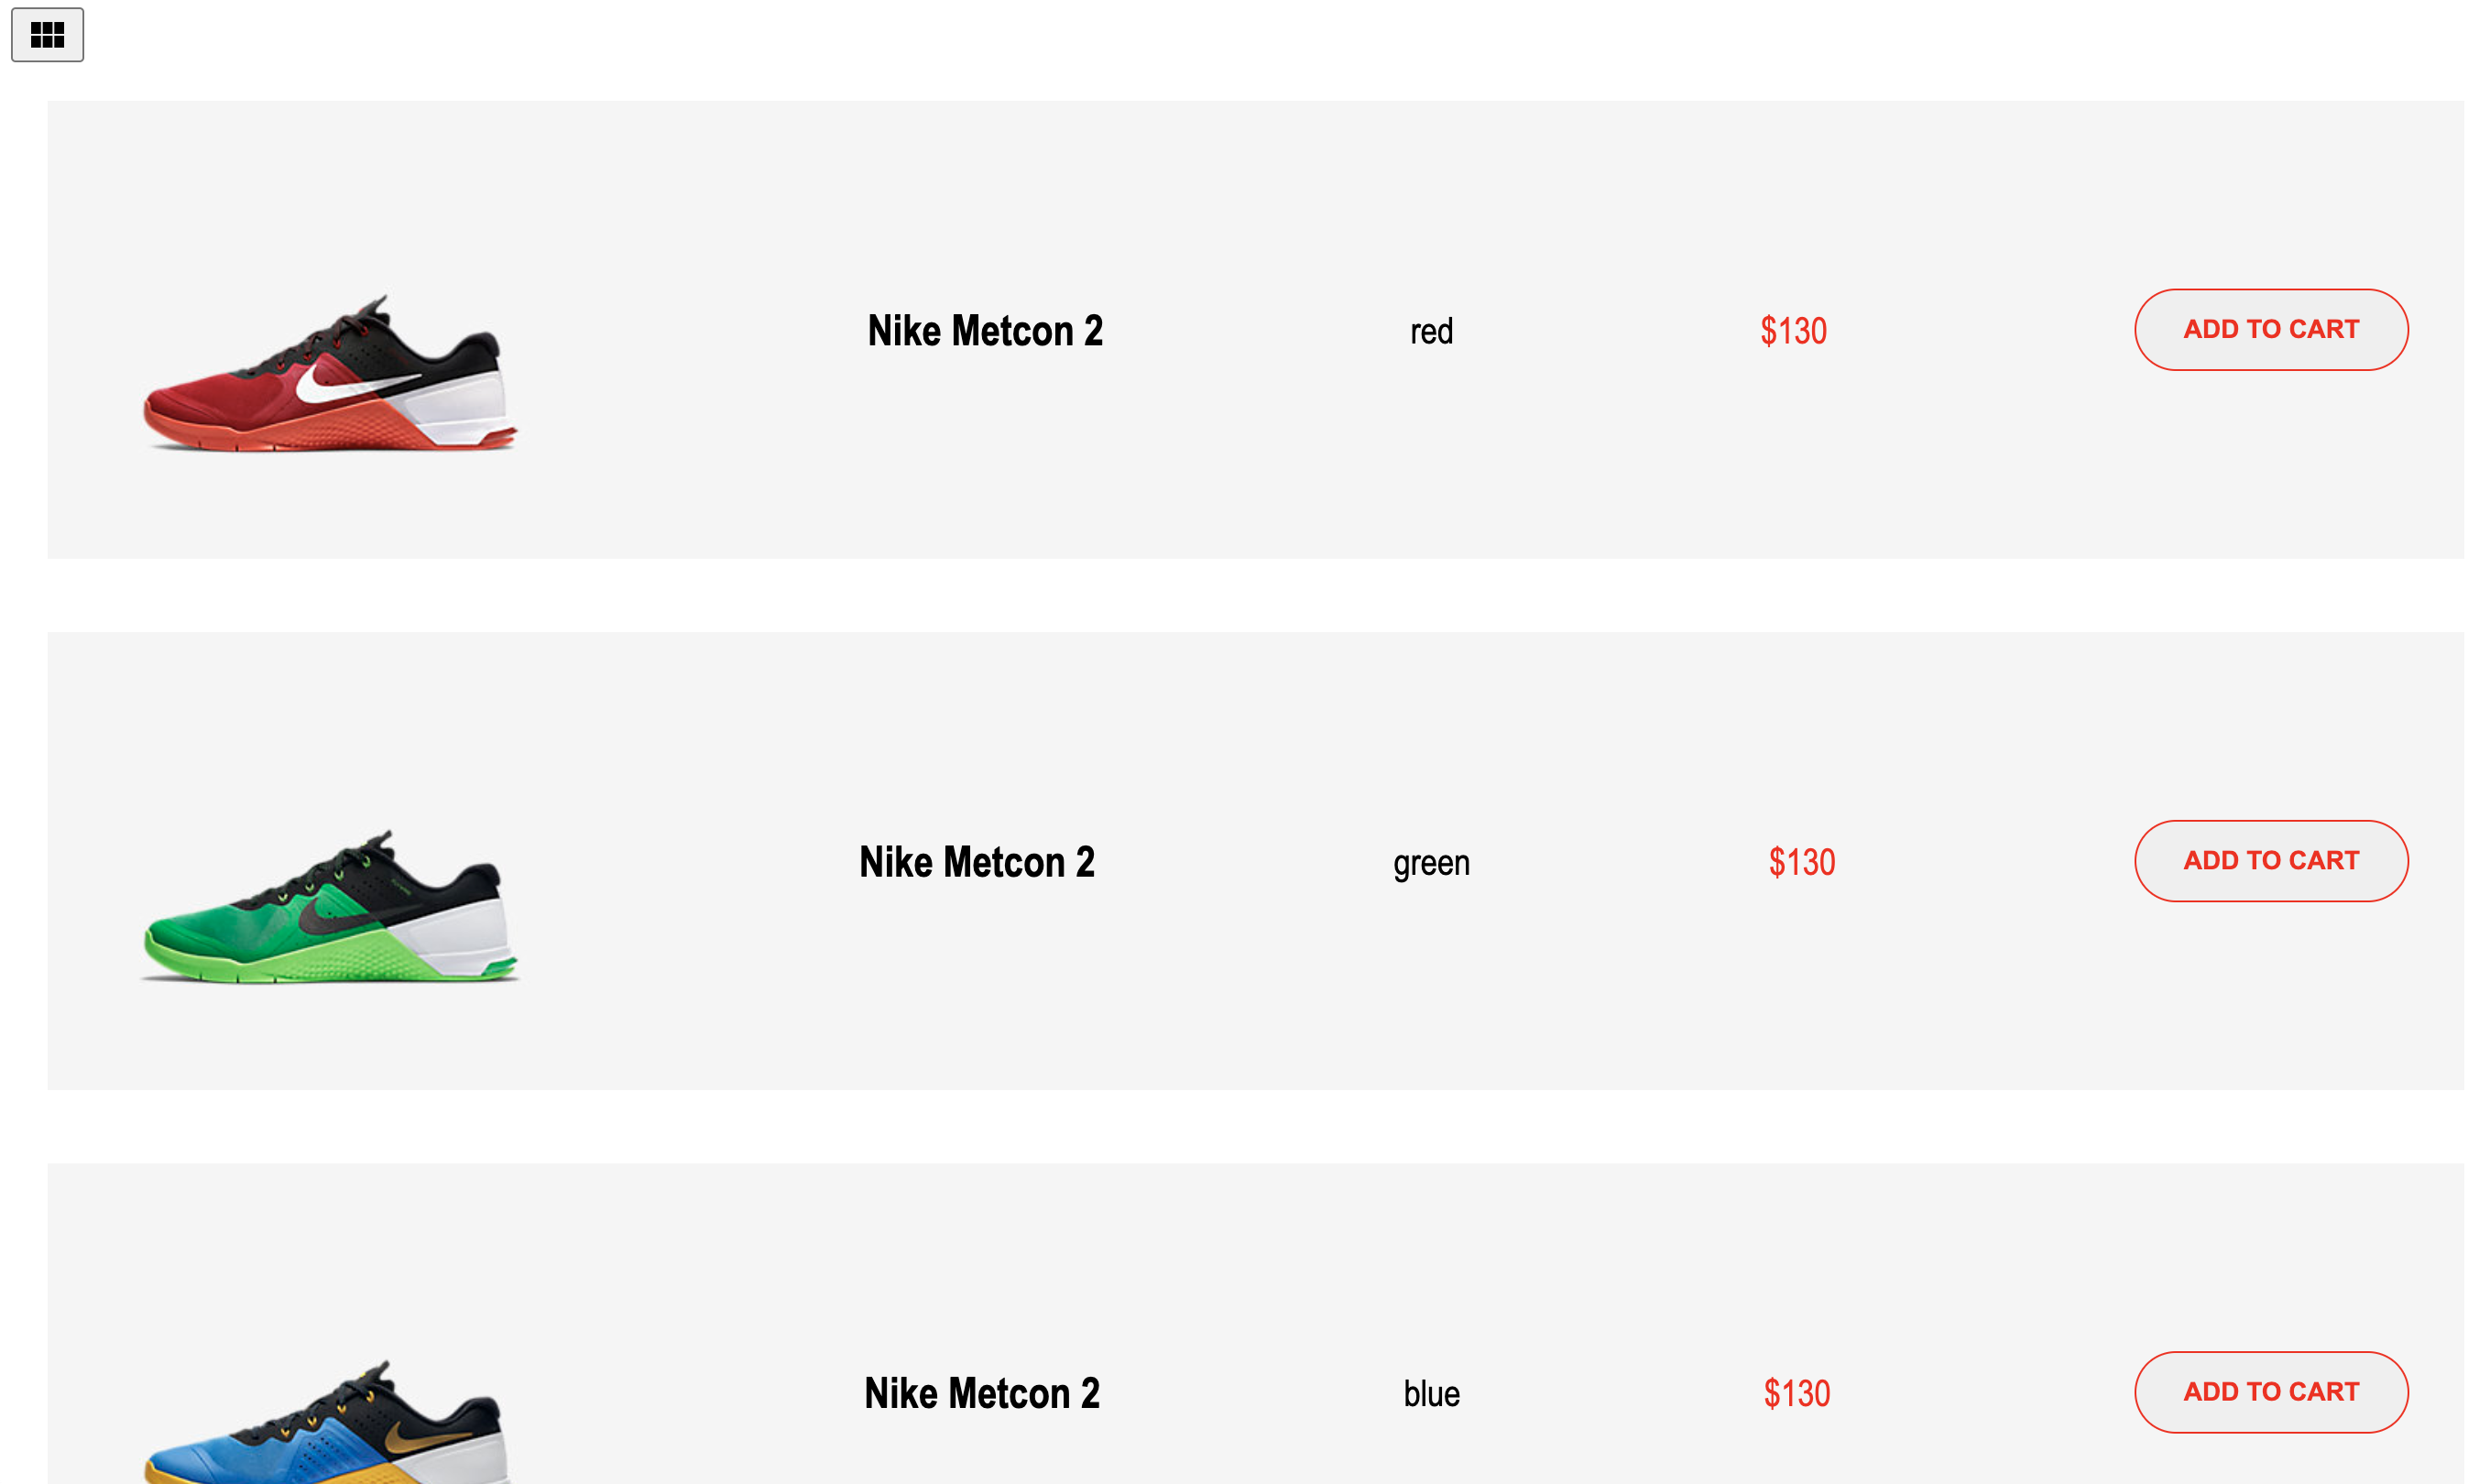 Nike Metcon 2 red $130 ADD TO CART
Nike Metcon 2 green $130 ADD TO CART
Nike Metcon 2 blue $130 ADD TO CART